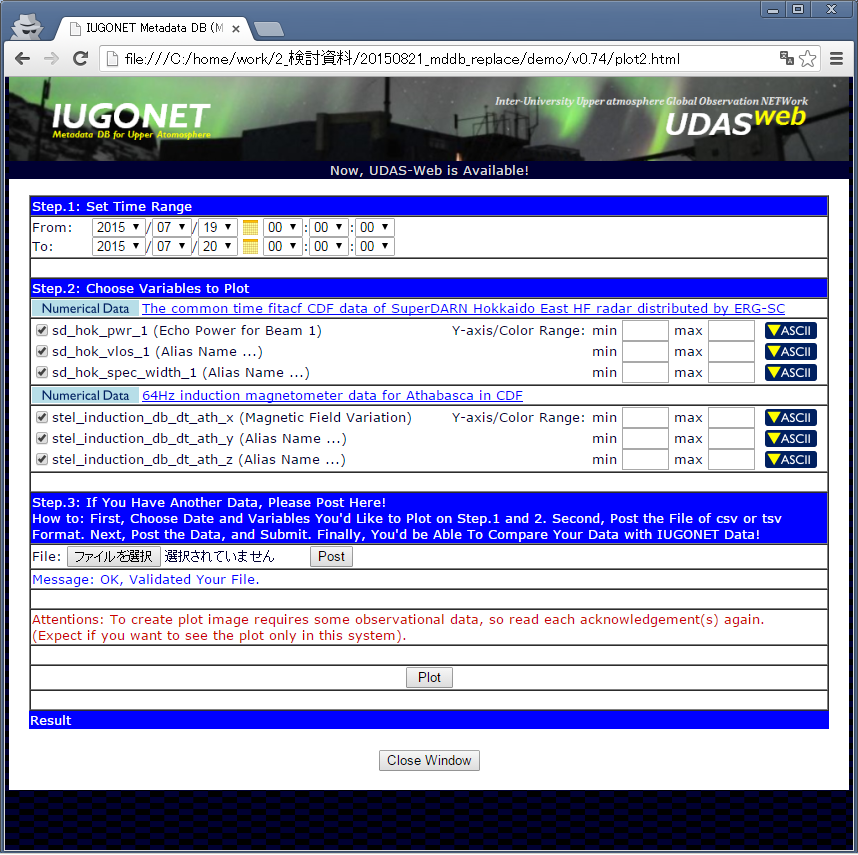 IUGONET Metadata DB (M
file:///C:/home/work/2_検討資料/20150821_mddb_replace/demo/v0.74/plot2.html
IUGONET
Metadata DB for Upper Atomosphere
Inter-University Upper atmosphere Global Observation NETWork
UDASweb
Now, UDAS-Web is Available!
Step.1: Set Time Range
From: 2015 / 07 / 19 00 : 00 : 00
To: 2015 / 07 / 20 00 : 00 : 00
Step.2: Choose Variables to Plot
Numerical Data The common time fitacf CDF data of SuperDARN Hokkaido East HF radar distributed by ERG-SC
sd_hok_pwr_1 (Echo Power for Beam 1) Y-axis/Color Range: min max ASCII
sd_hok_vlos_1 (Alias Name ...) min max ASCII
sd_hok_spec_width_1 (Alias Name ...) min max ASCII
Numerical Data 64Hz induction magnetometer data for Athabasca in CDF
stel_induction_db_dt_ath_x (Magnetic Field Variation) Y-axis/Color Range: min max ASCII
stel_induction_db_dt_ath_y (Alias Name ...) min max ASCII
stel_induction_db_dt_ath_z (Alias Name ...) min max ASCII
Step.3: If You Have Another Data, Please Post Here!
How to: First, Choose Date and Variables You'd Like to Plot on Step.1 and 2. Second, Post the File of csv or tsv
Format. Next, Post the Data, and Submit. Finally, You'd be Able To Compare Your Data with IUGONET Data!
File: ファイルを選択 選択されていません Post
Message: OK, Validated Your File.
Attentions: To create plot image requires some observational data, so read each acknowledgement(s) again.
(Expect if you want to see the plot only in this system).
Plot
Result
Close Window